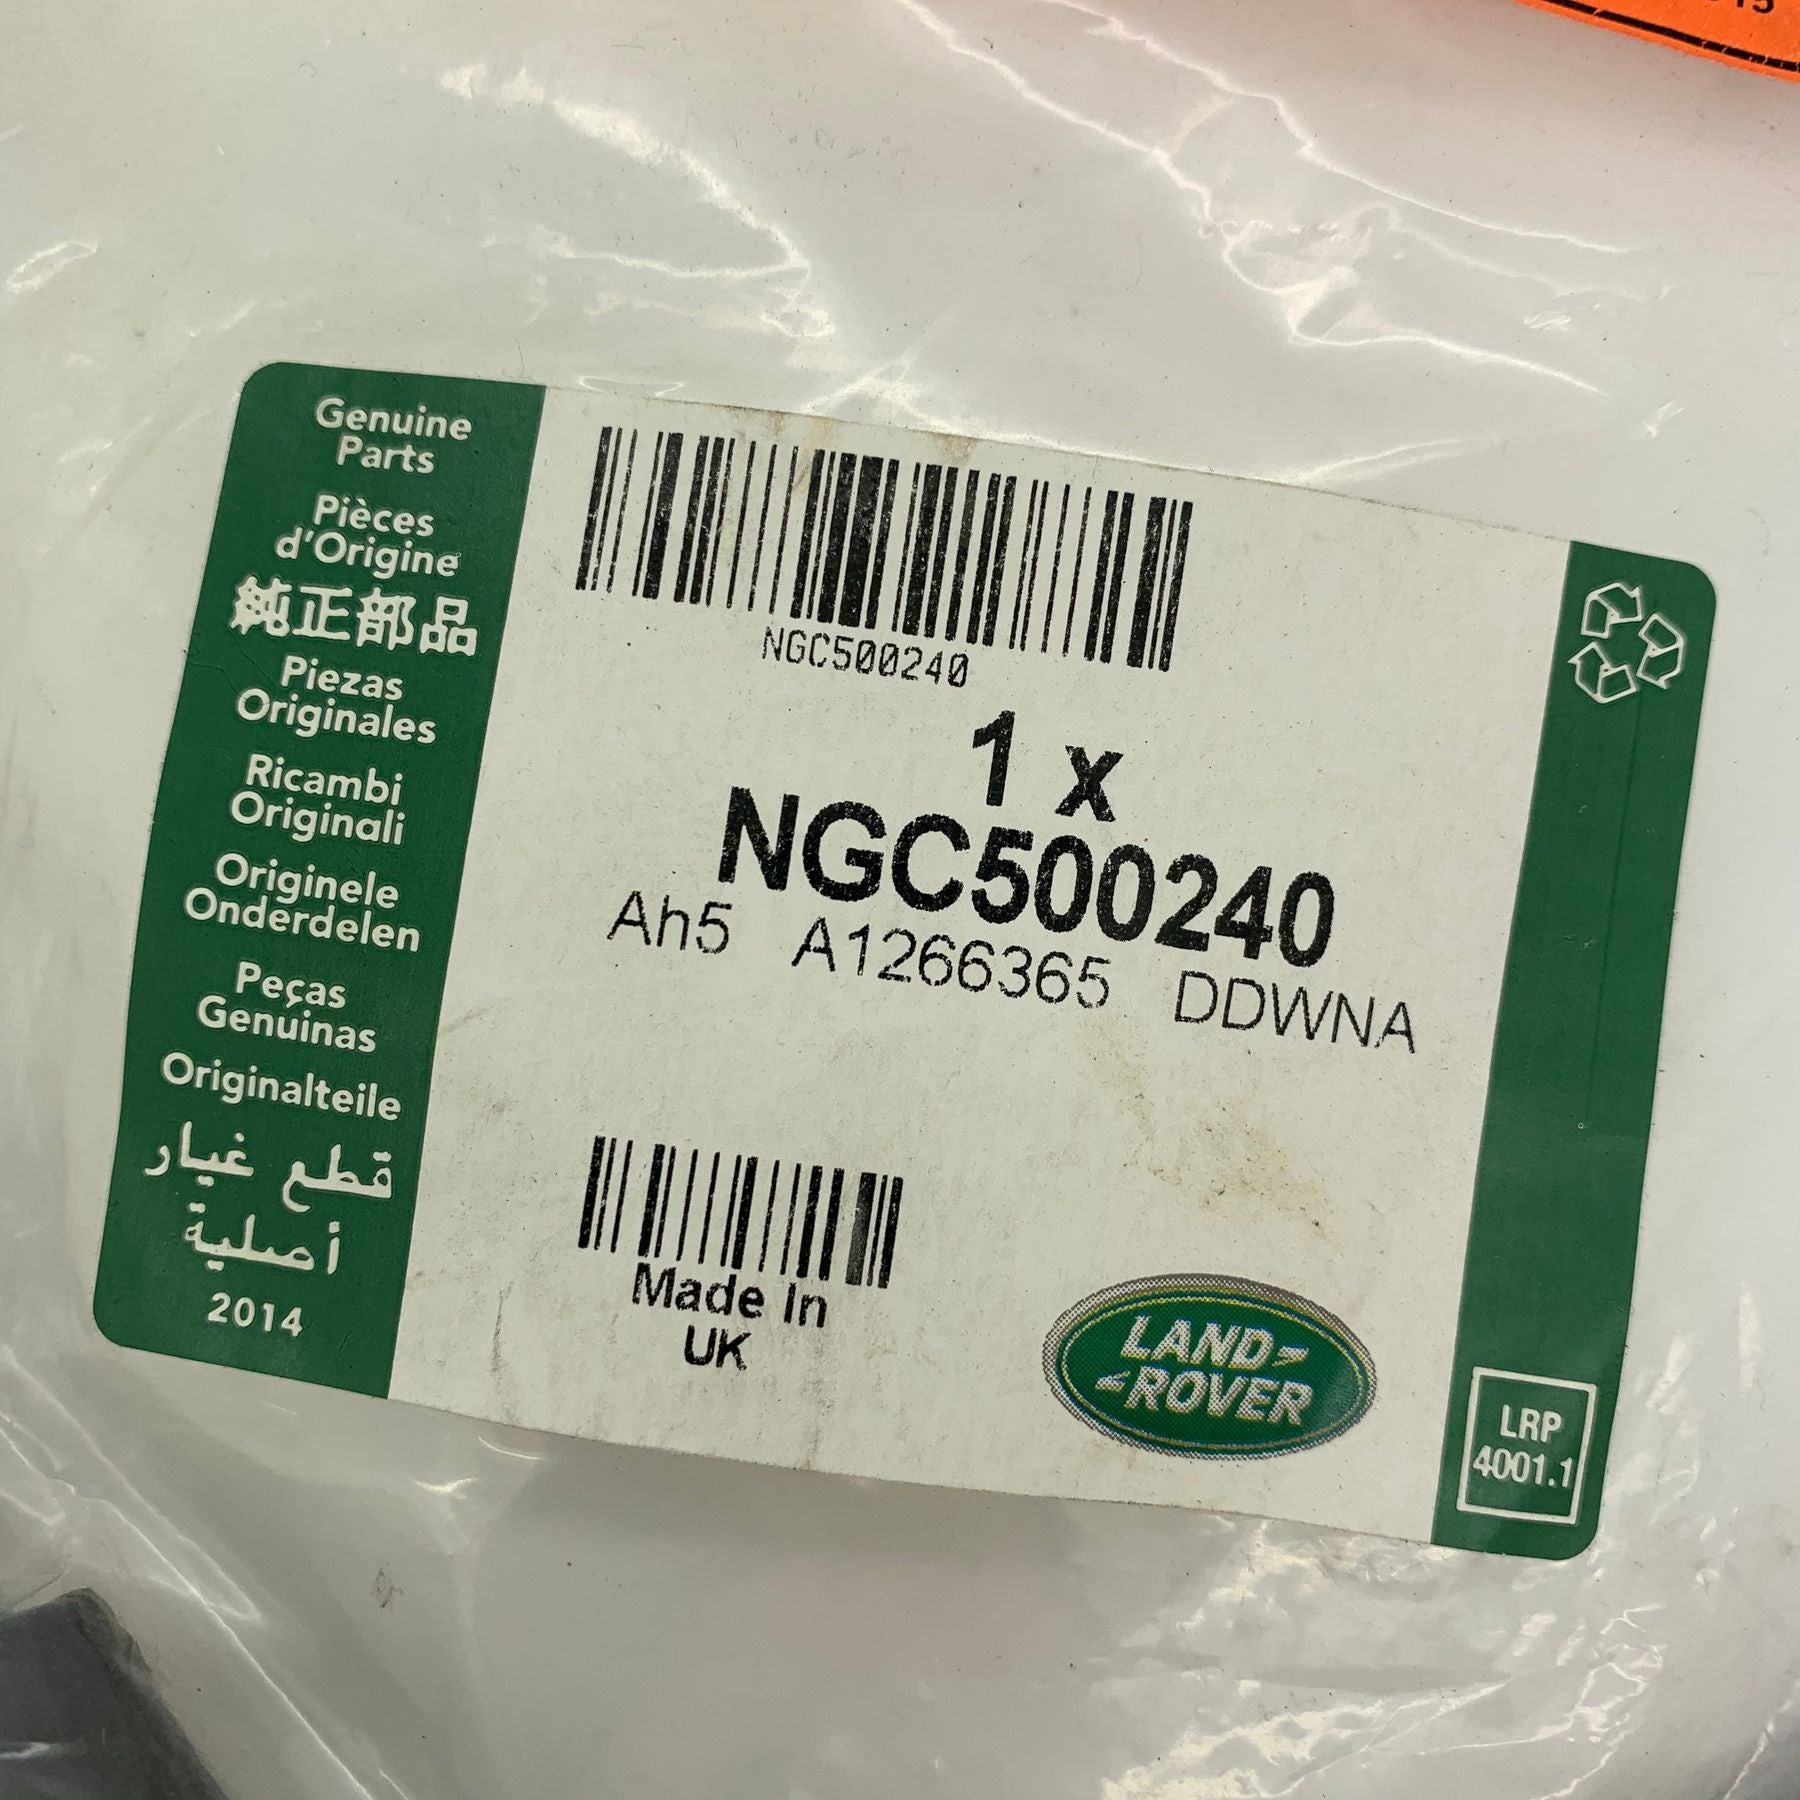 Genuine
Parts
Pièces
d'Origine
純正部品
Piezas
Originales
Ricambi
Originali
Originele
Onderdelen
Peças
Genuinas
Originalteile
قطع غيار
أصلية
2014
NGC500240
1 x
NGC500240
Ah5 A1266365 DDWNA
Made In
UK
LAND
ROVER
LRP
4001.1